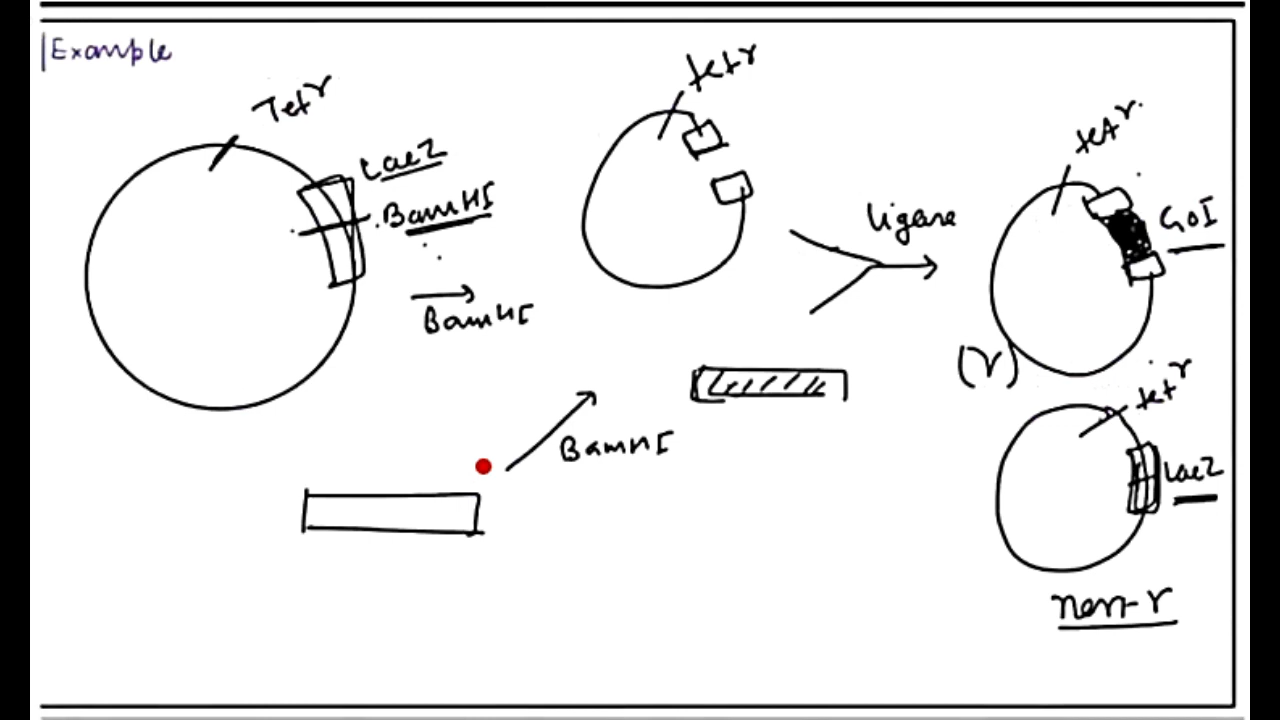 Example
Tetʳ
LacZ
BamHI
BamHI
tetʳ
BamHI
ligase
tetʳ
GOI
(r)
tetʳ
LacZ
non-r